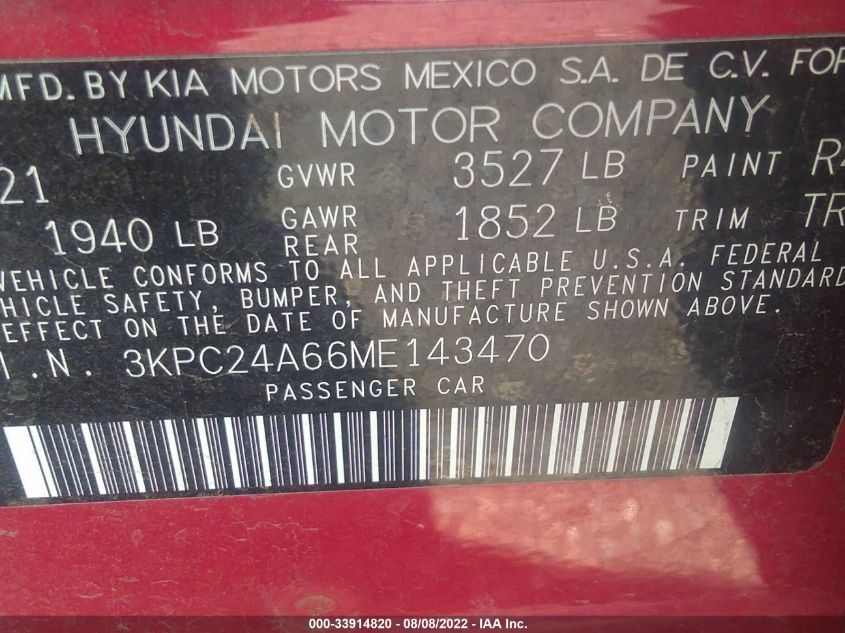 MFD. BY KIA MOTORS MEXICO S.A. DE C.V. FOR
HYUNDAI MOTOR COMPANY
21 GVWR 3527 LB PAINT R4
1940 LB GAWR REAR 1852 LB TRIM TR
VEHICLE CONFORMS TO ALL APPLICABLE U.S.A. FEDERAL
HICLE SAFETY, BUMPER, AND THEFT PREVENTION STANDARD
EFFECT ON THE DATE OF MANUFACTURE SHOWN ABOVE.
I.N. 3KPC24A66ME143470
PASSENGER CAR
000-33914820 - 08/08/2022 - IAA Inc.